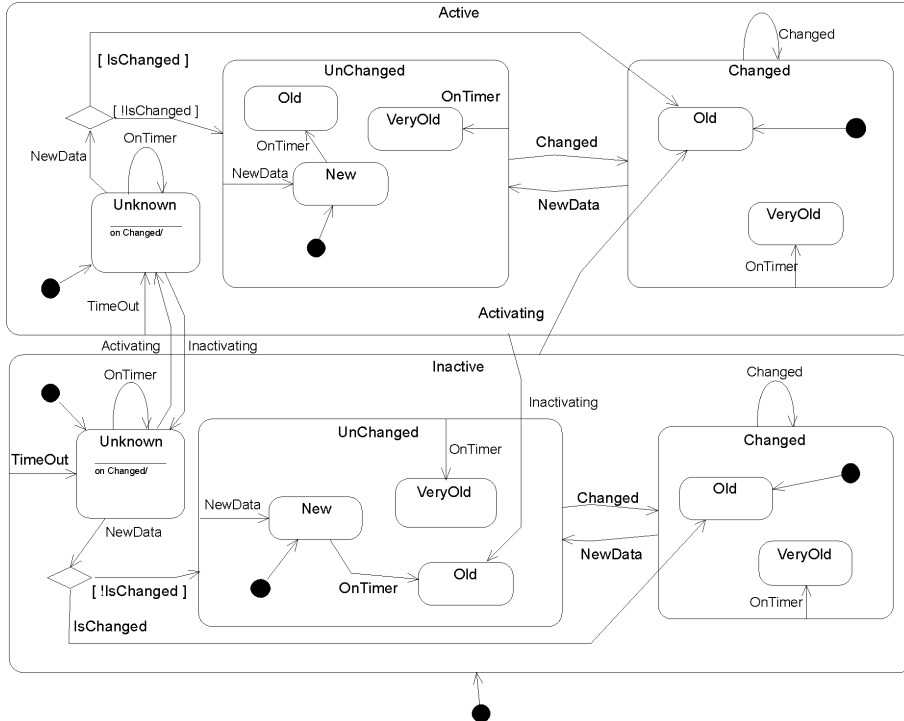 Active
Changed
[ IsChanged ]
UnChanged
Changed
Old
OnTimer
[ !IsChanged ]
VeryOld
Old
OnTimer
OnTimer
Changed
NewData
NewData
New
NewData
Unknown
VeryOld
on Changed/
OnTimer
TimeOut
Activating
Activating
Inactivating
Inactive
Changed
OnTimer
Inactivating
UnChanged
Changed
Unknown
OnTimer
TimeOut
on Changed/
VeryOld
Old
NewData
New
Changed
NewData
NewData
VeryOld
Old
[ !IsChanged ]
OnTimer
OnTimer
IsChanged